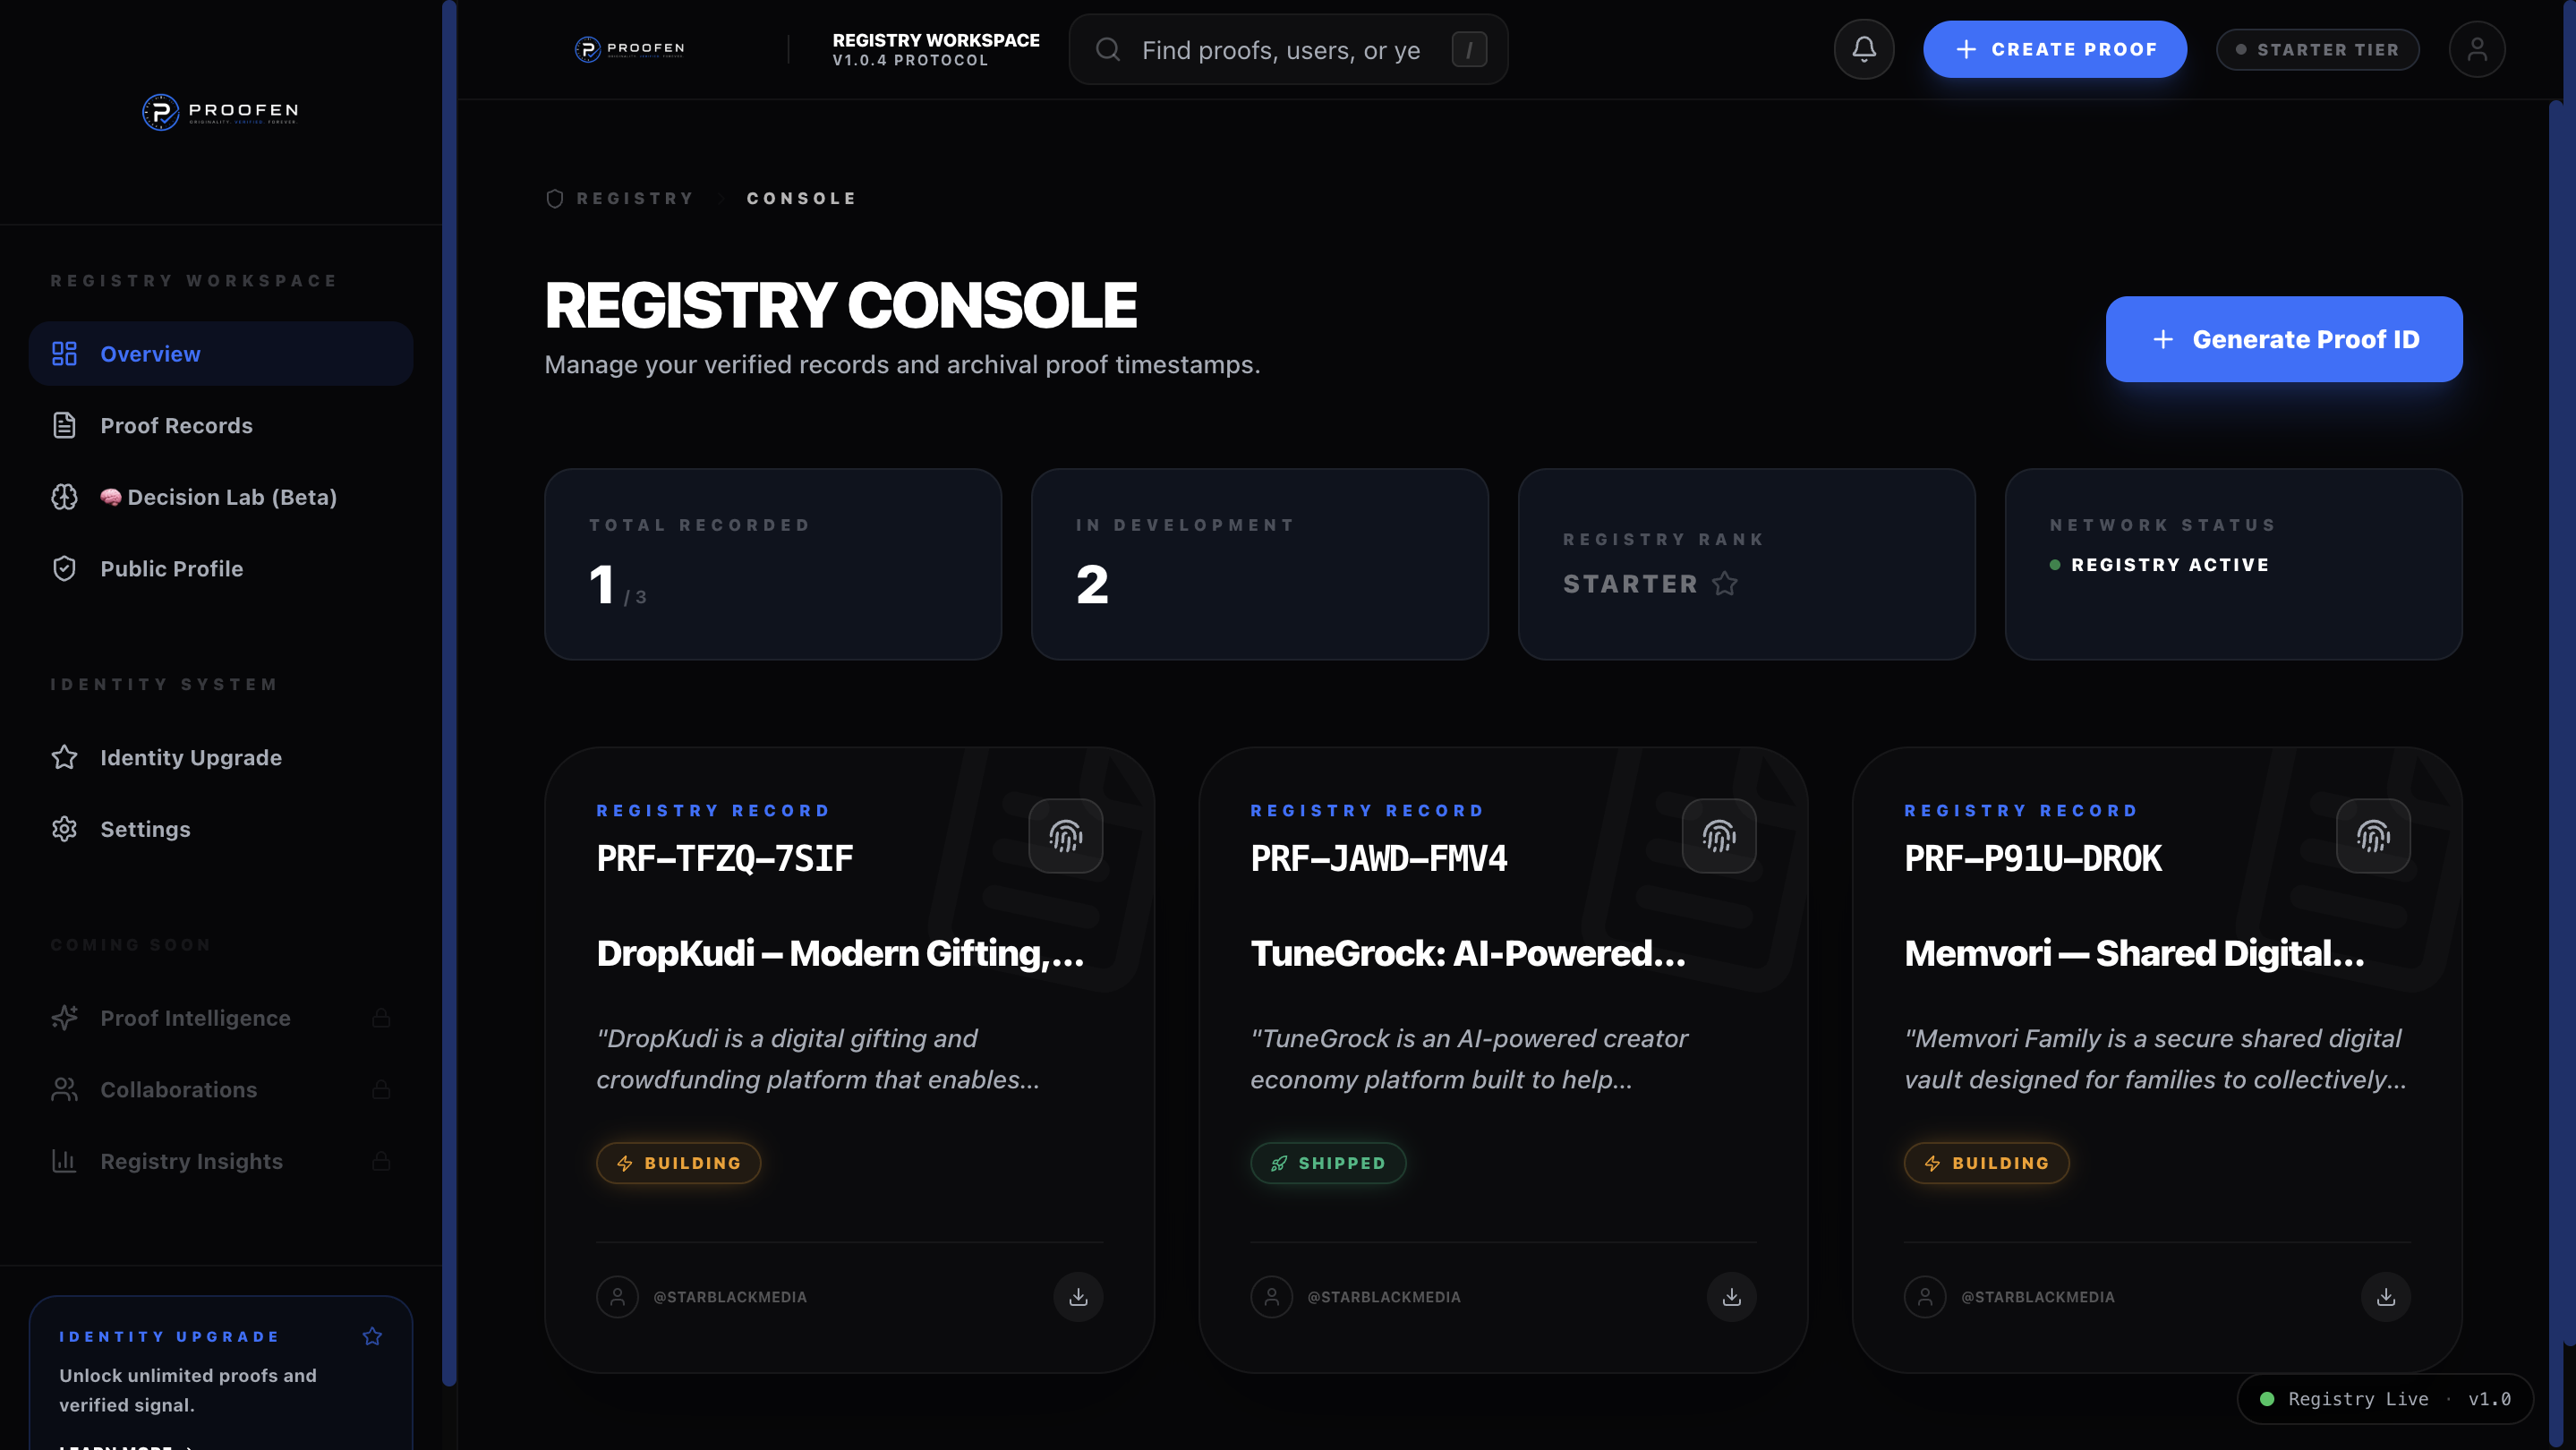 PROOFEN
ORIGINALITY. VERIFIED. FOREVER.
REGISTRY WORKSPACE
Overview
Proof Records
🧠 Decision Lab (Beta)
Public Profile
IDENTITY SYSTEM
Identity Upgrade
Settings
COMING SOON
Proof Intelligence
Collaborations
Registry Insights
IDENTITY UPGRADE
Unlock unlimited proofs and
verified signal.
LEARN MORE
PROOFEN
REGISTRY WORKSPACE
V1.0.4 PROTOCOL
Find proofs, users, or ye
/
CREATE PROOF
STARTER TIER
REGISTRY
CONSOLE
REGISTRY CONSOLE
Manage your verified records and archival proof timestamps.
Generate Proof ID
TOTAL RECORDED
1 / 3
IN DEVELOPMENT
2
REGISTRY RANK
STARTER
NETWORK STATUS
REGISTRY ACTIVE
REGISTRY RECORD
PRF-TFZQ-7SIF
DropKudi – Modern Gifting,...
"DropKudi is a digital gifting and
crowdfunding platform that enables...
BUILDING
@STARBLACKMEDIA
REGISTRY RECORD
PRF-JAWD-FMV4
TuneGrock: AI-Powered...
"TuneGrock is an AI-powered creator
economy platform built to help...
SHIPPED
@STARBLACKMEDIA
REGISTRY RECORD
PRF-P91U-DROK
Memvori — Shared Digital...
"Memvori Family is a secure shared digital
vault designed for families to collectively...
BUILDING
@STARBLACKMEDIA
Registry Live · v1.0